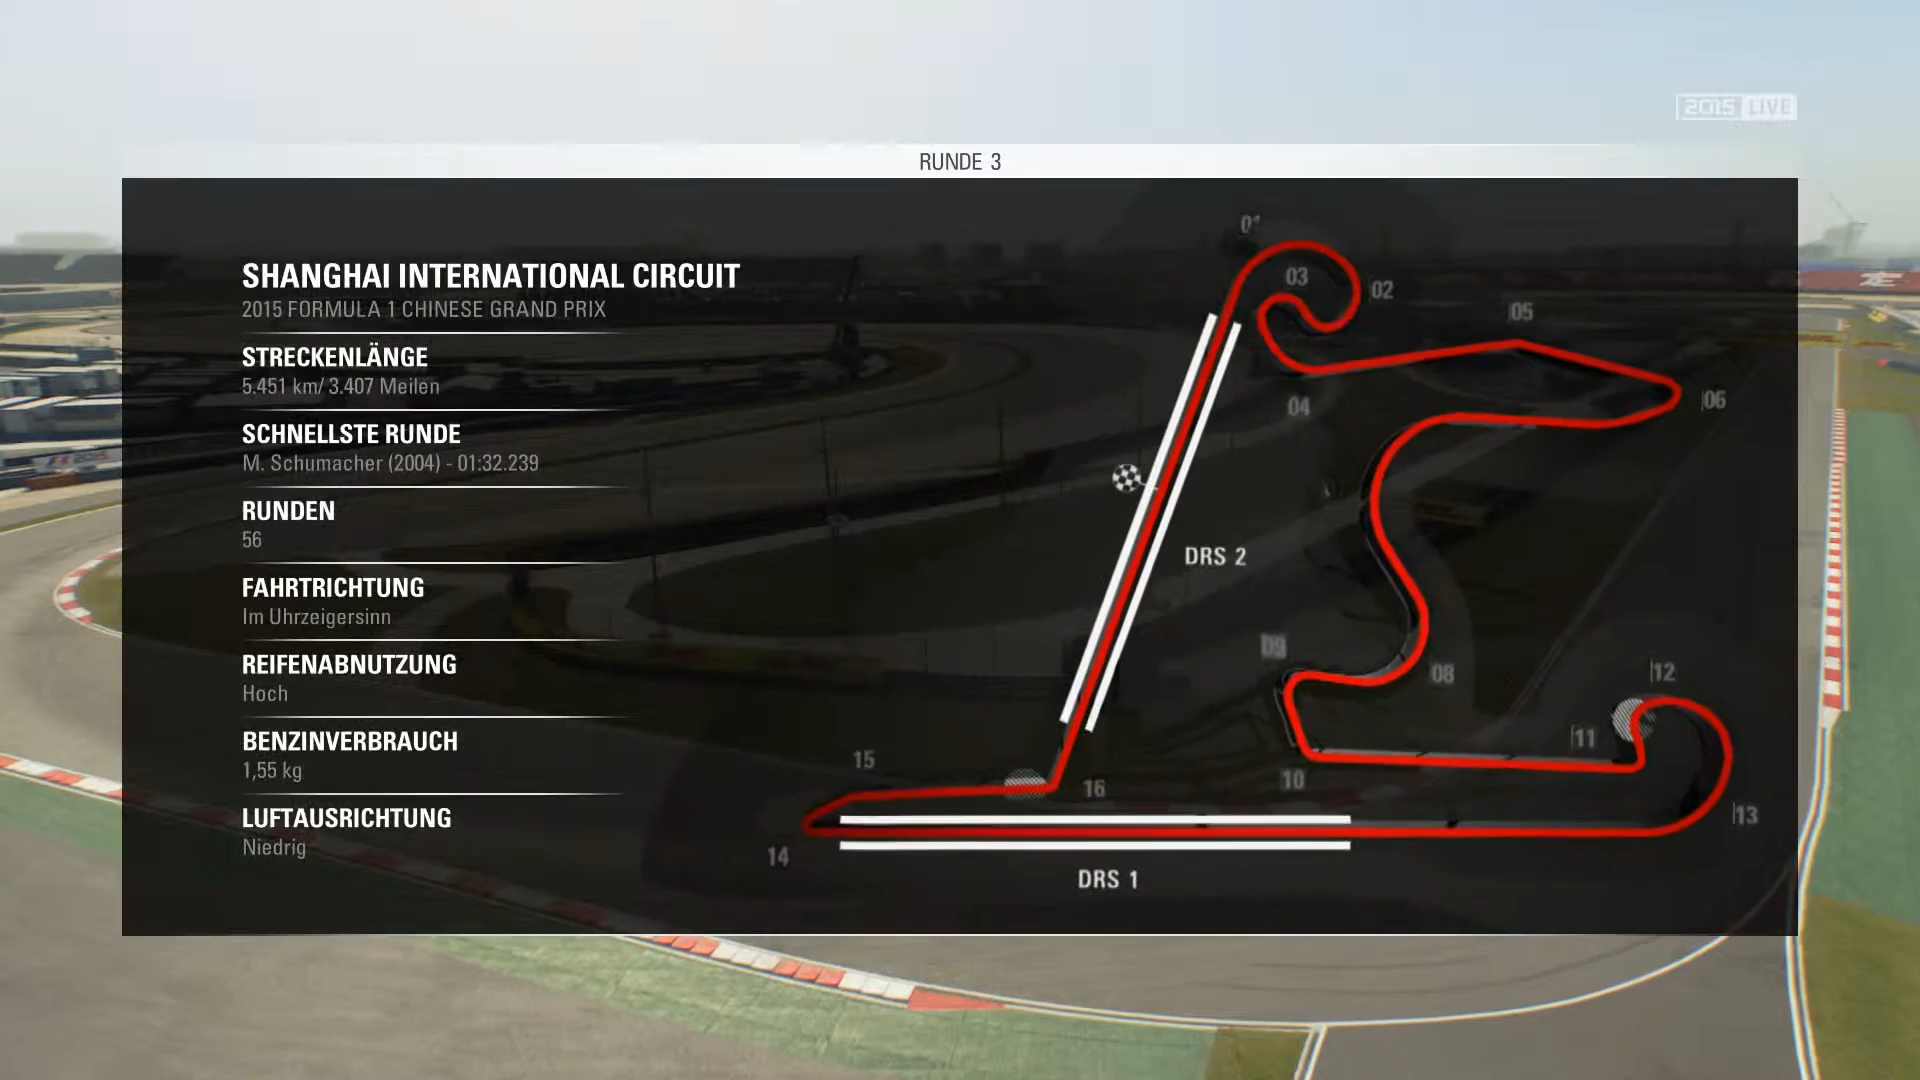 2015 LIVE
RUNDE 3
SHANGHAI INTERNATIONAL CIRCUIT
2015 FORMULA 1 CHINESE GRAND PRIX
STRECKENLÄNGE
5.451 km/ 3.407 Meilen
SCHNELLSTE RUNDE
M. Schumacher (2004) - 01:32.239
RUNDEN
56
FAHRTRICHTUNG
Im Uhrzeigersinn
REIFENABNUTZUNG
Hoch
BENZINVERBRAUCH
1,55 kg
LUFTAUSRICHTUNG
Niedrig
01
03
02
05
06
04
DRS 2
09
08
12
11
15
16
10
13
14
DRS 1